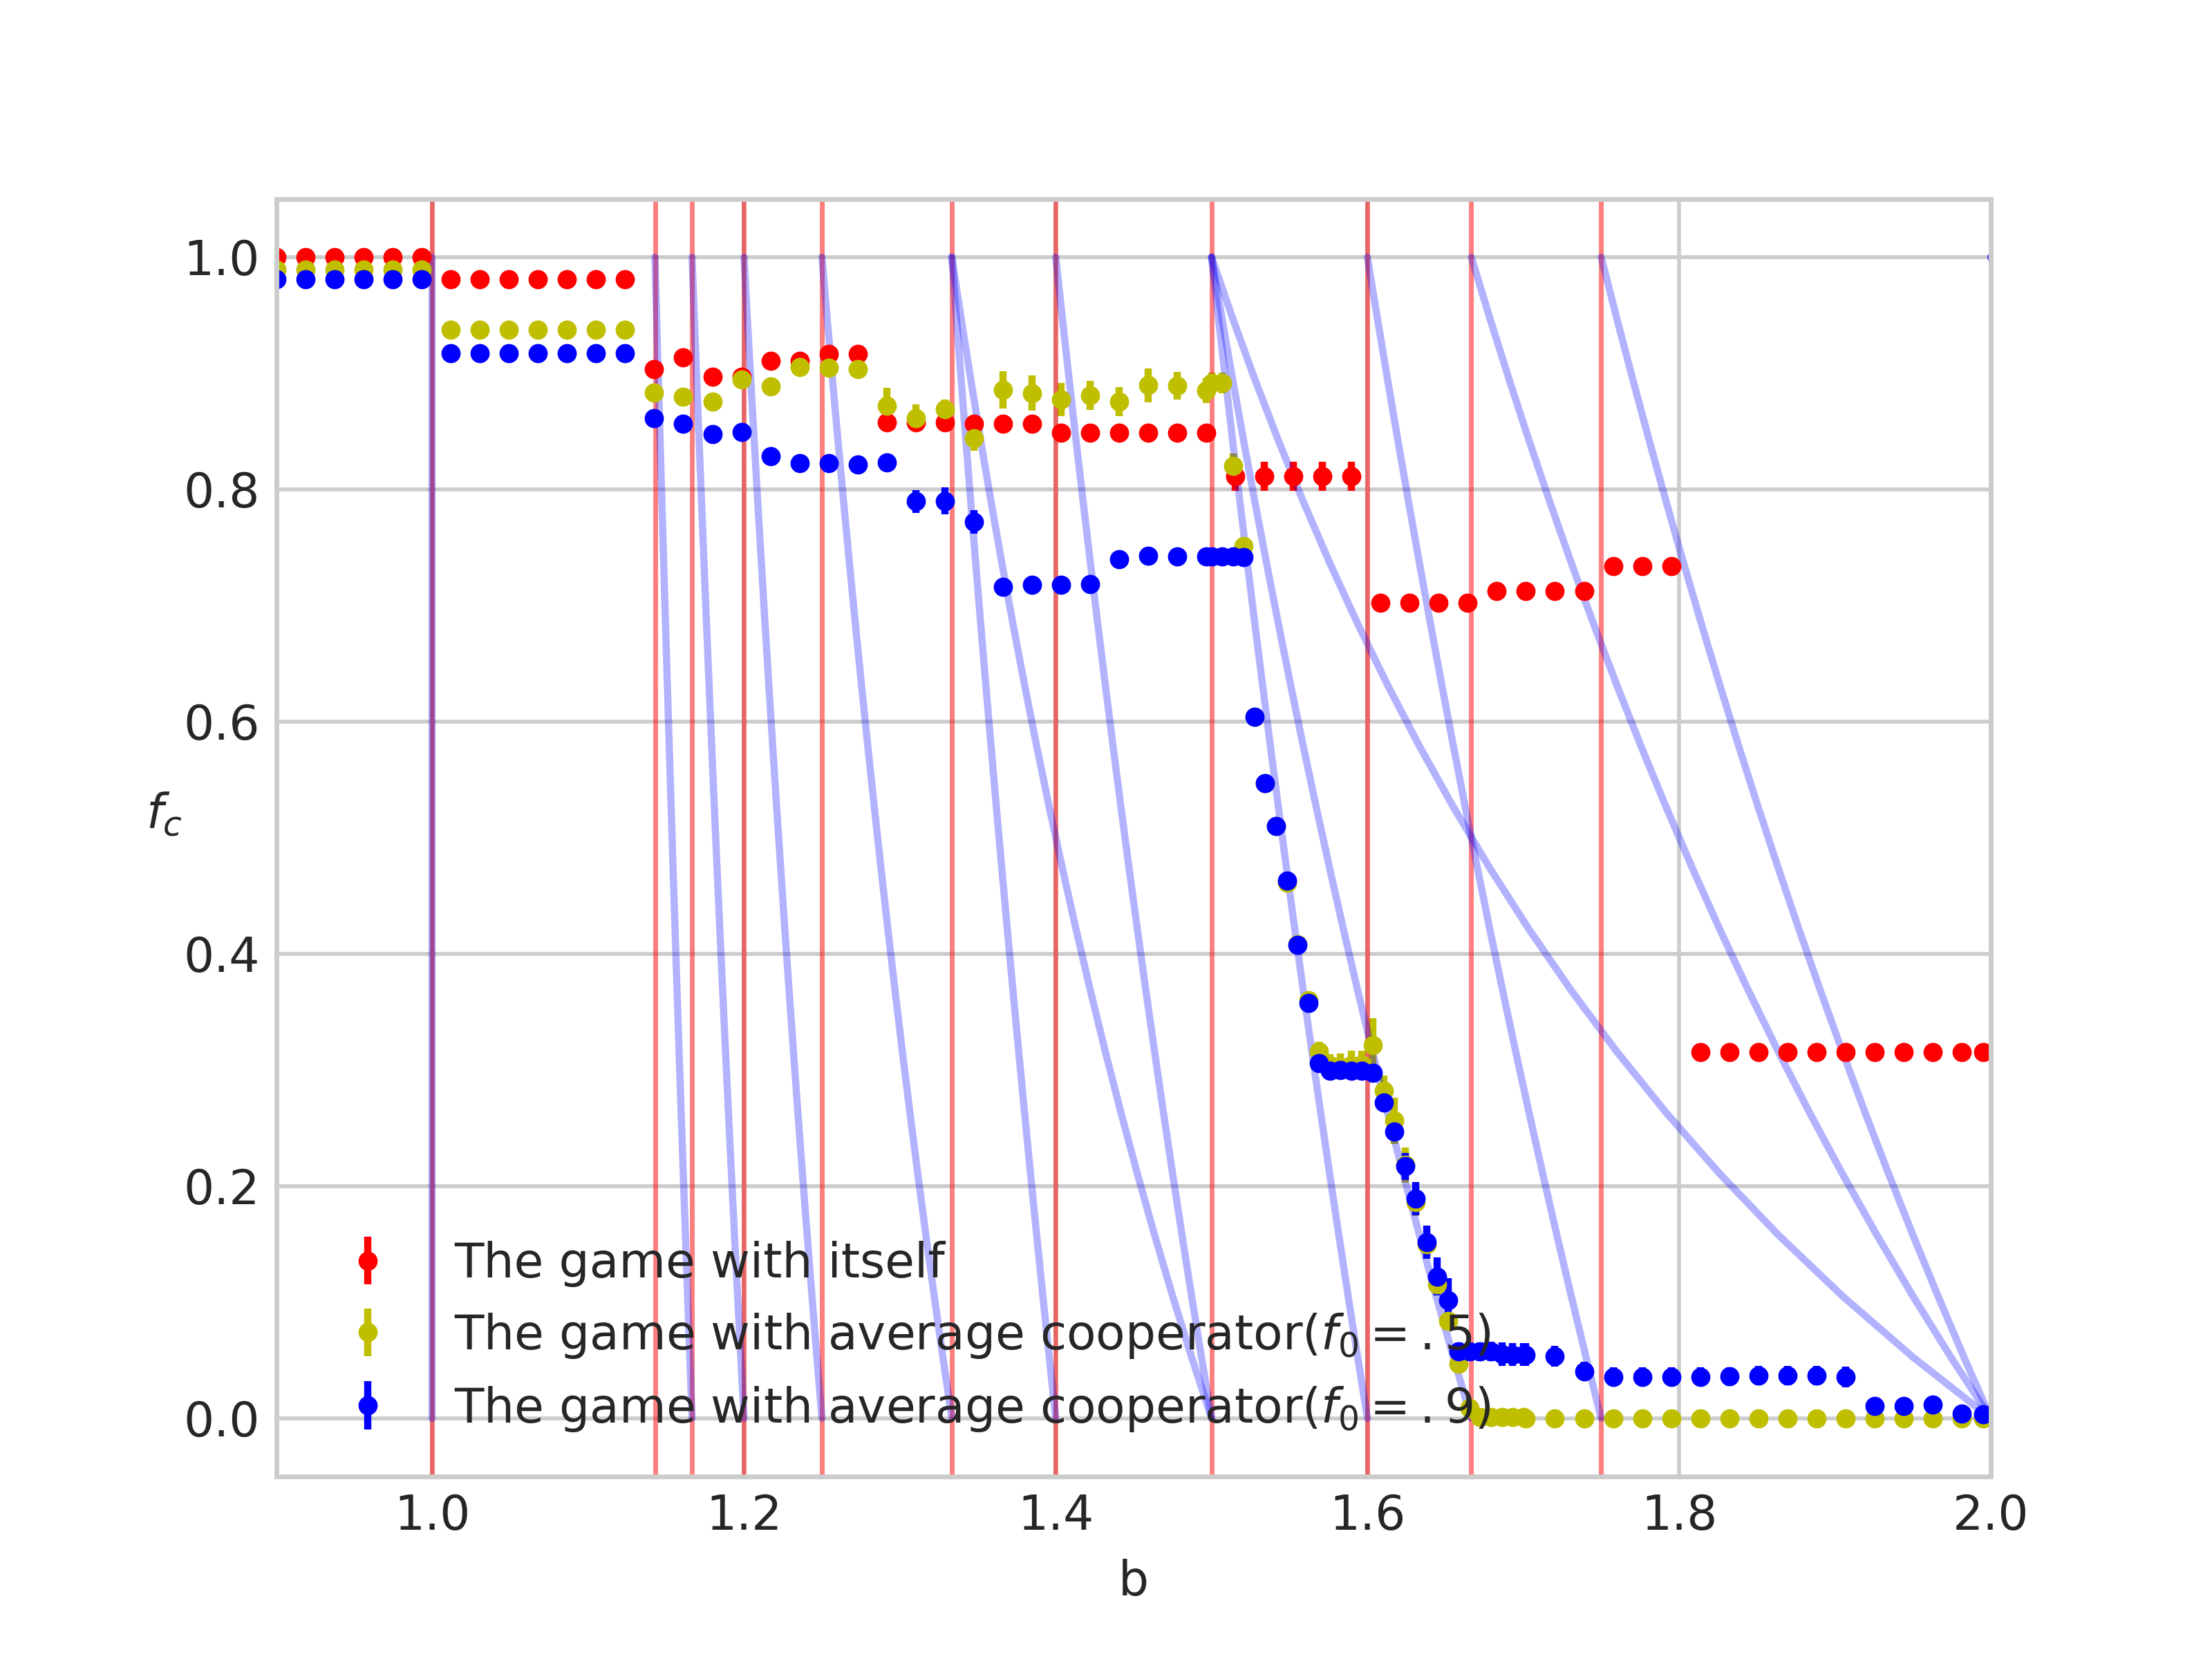 1.0
0.8
0.6
0.4
0.2
0.0
f_c
The game with itself
The game with average cooperator(f_0 = .5)
The game with average cooperator(f_0 = .9)
1.0 1.2 1.4 1.6 1.8 2.0
b